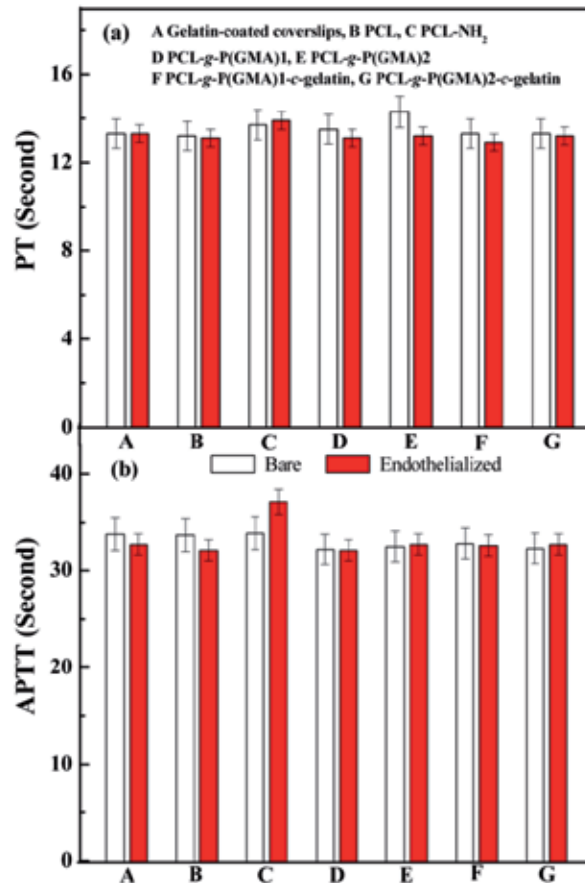 (a) A Gelatin-coated coverslips, B PCL, C PCL-NH₂
D PCL-g-P(GMA)1, E PCL-g-P(GMA)2
F PCL-g-P(GMA)1-c-gelatin, G PCL-g-P(GMA)2-c-gelatin
16
12
8
4
0
PT (Second)
A B C D E F G
(b) Bare Endothelialized
40
30
20
10
0
APTT (Second)
A B C D E F G